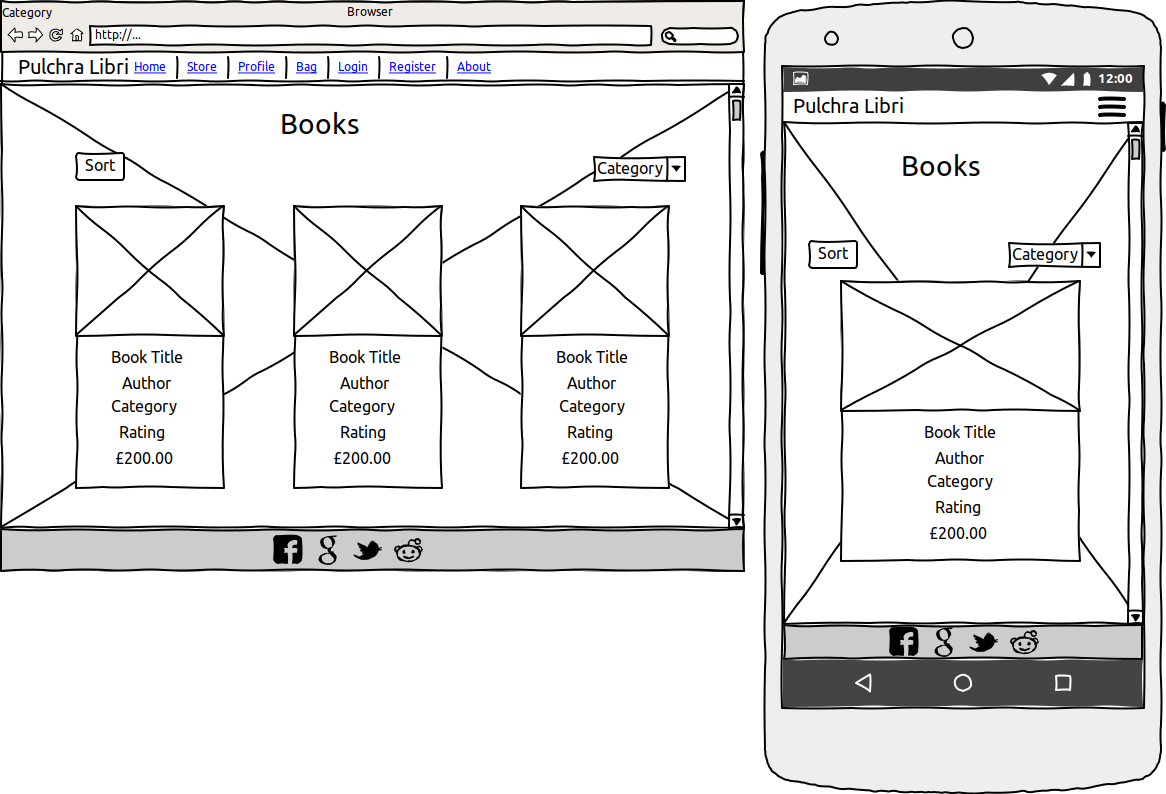 Category Browser
http://...
Pulchra Libri Home Store Profile Bag Login Register About
Books
Sort Category
Book Title Book Title Book Title
Author Author Author
Category Category Category
Rating Rating Rating
£200.00 £200.00 £200.00
12:00
Pulchra Libri
Books
Sort Category
Book Title
Author
Category
Rating
£200.00